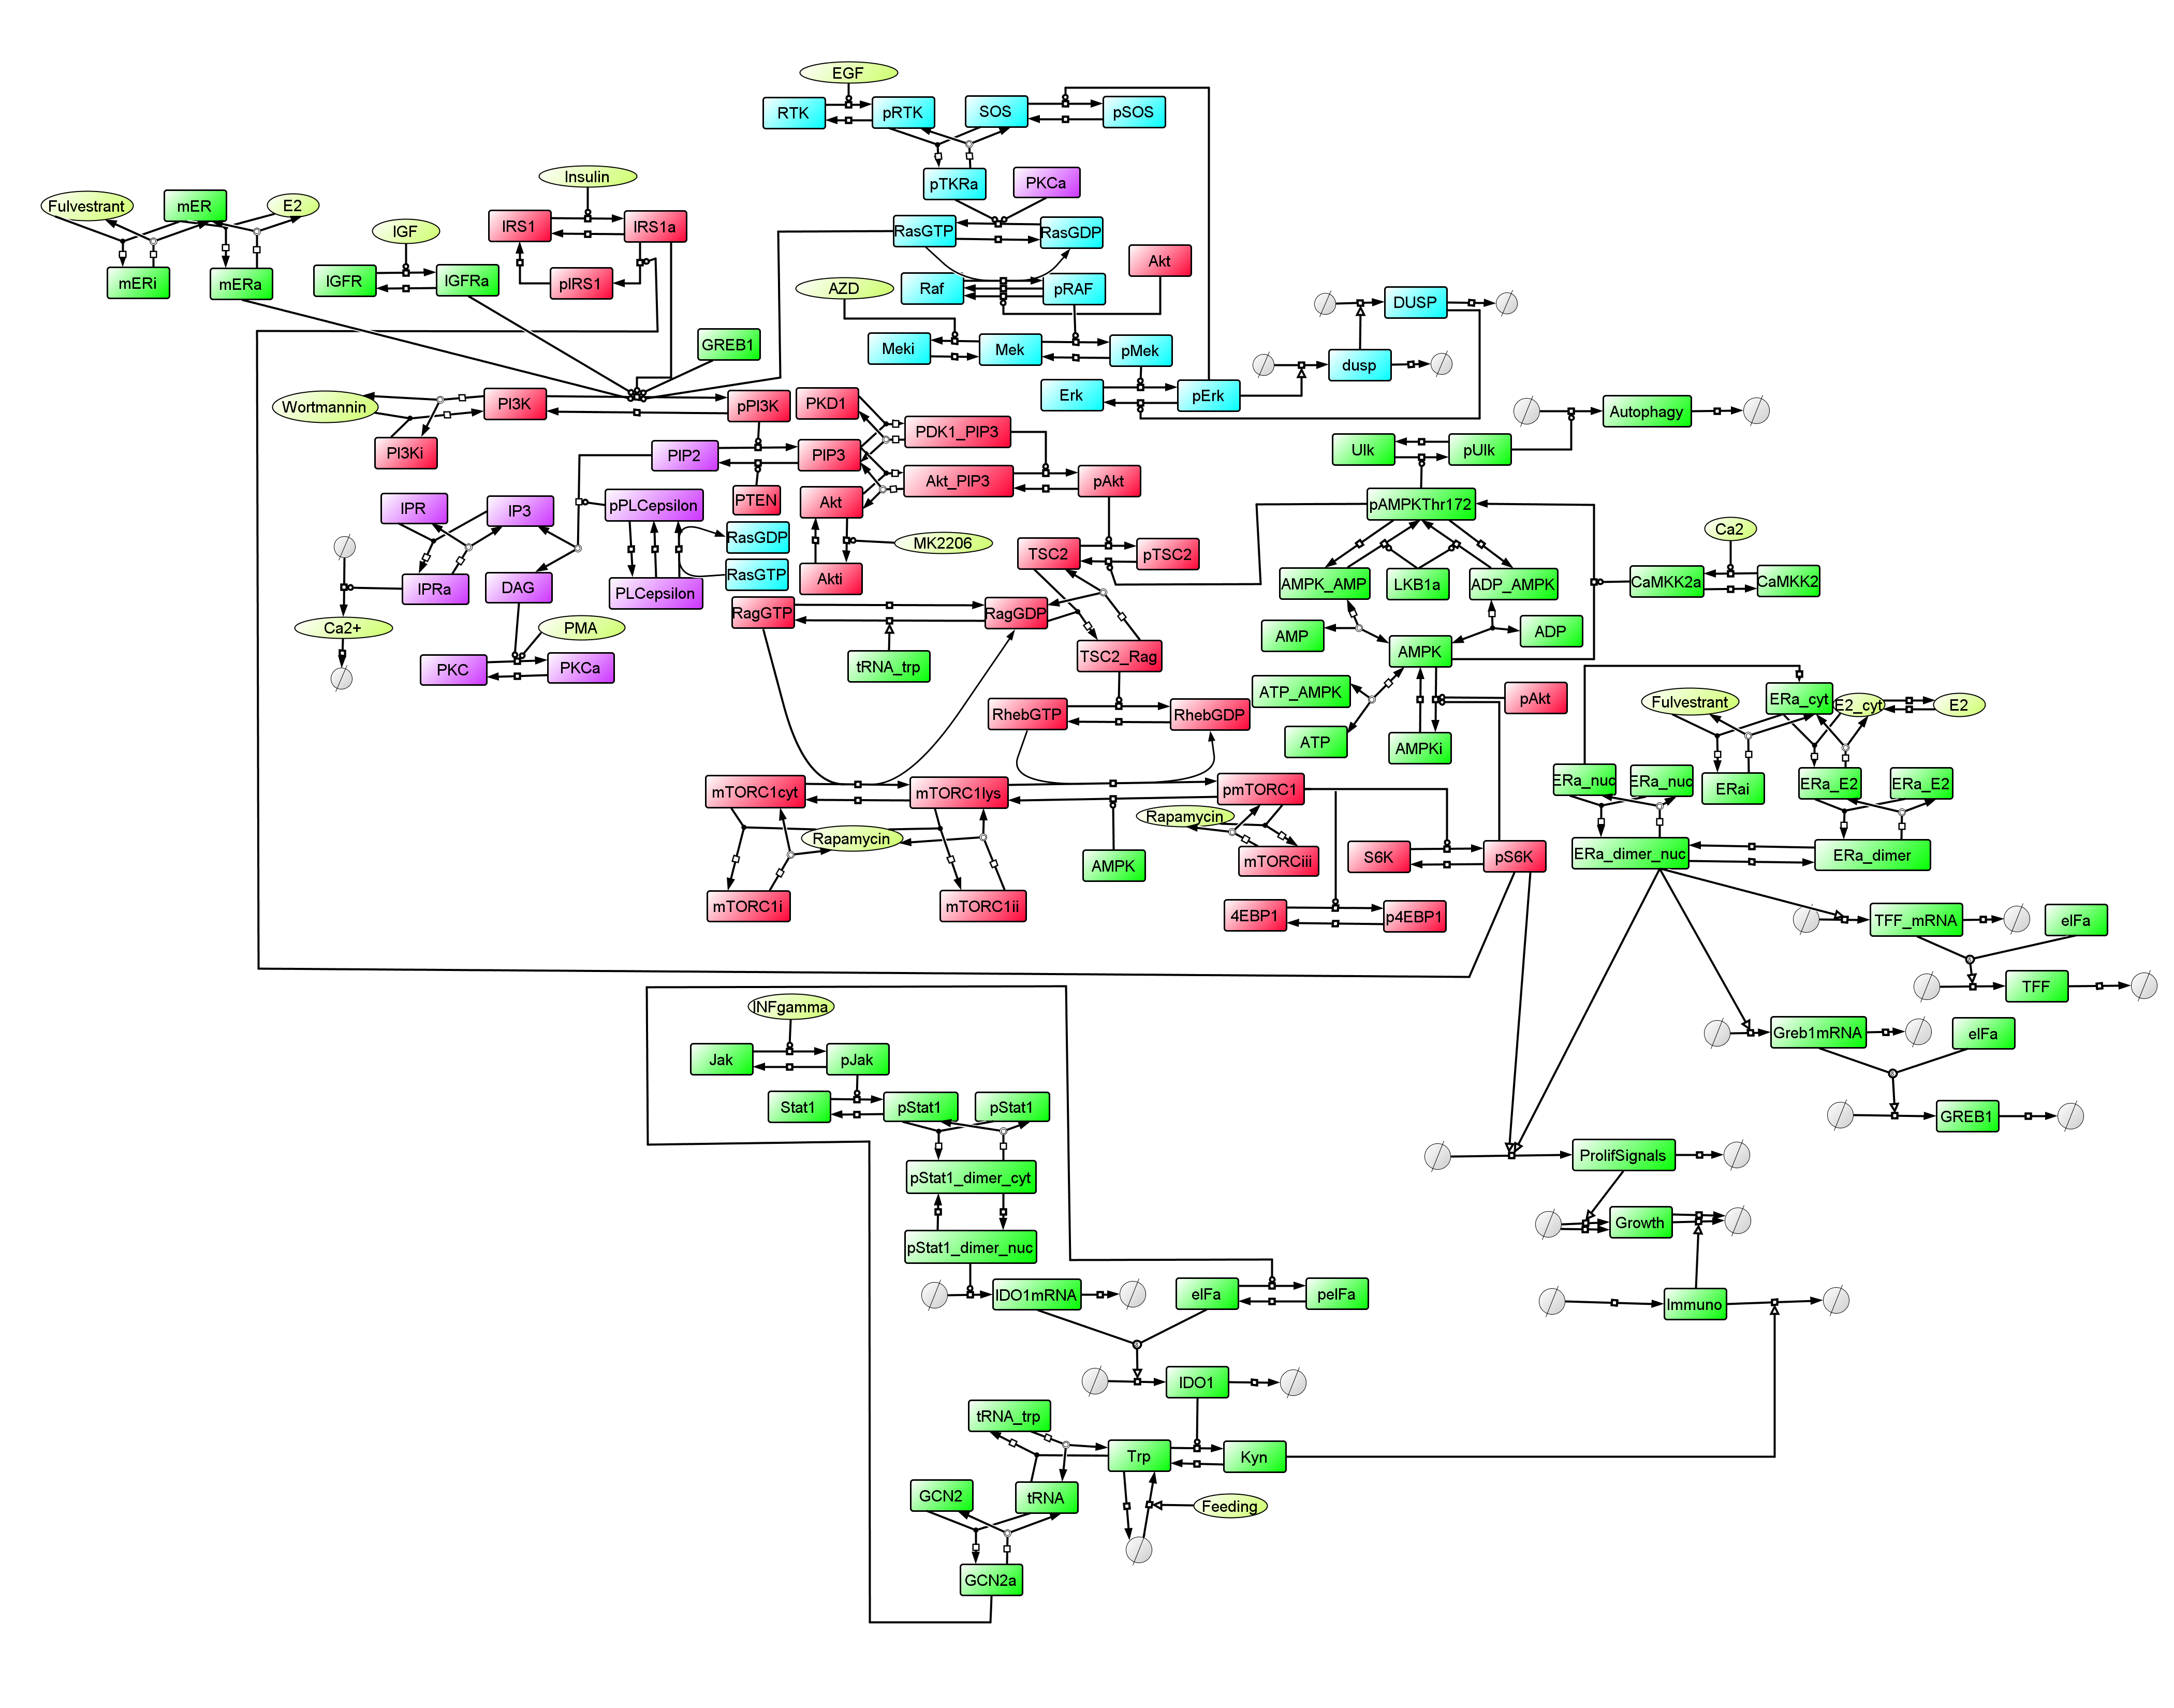 EGF
RTK
pRTK
SOS
pSOS
Insulin
pTKRa
PKCa
Fulvestrant
mER
E2
IGF
IRS1
IRS1a
RasGTP
RasGDP
Akt
mERi
mERa
IGFR
IGFRa
pIRS1
AZD
Raf
pRAF
DUSP
GREB1
Meki
Mek
pMek
dusp
Wortmannin
PI3K
pPI3K
PKD1
Erk
pErk
Autophagy
PI3Ki
PIP2
PIP3
PDK1_PIP3
Ulk
pUlk
Akt_PIP3
pAkt
IPR
IP3
pPLCepsilon
PTEN
Akt
pAMPKThr172
Ca2
RasGDP
MK2206
TSC2
pTSC2
IPRa
DAG
PLCepsilon
RasGTP
Akti
AMPK_AMP
LKB1a
ADP_AMPK
CaMKK2a
CaMKK2
Ca2+
PMA
RagGTP
RagGDP
AMP
ADP
PKC
PKCa
tRNA_trp
TSC2_Rag
AMPK
ATP_AMPK
pAkt
Fulvestrant
ERa_cyt
E2_cyt
E2
RhebGTP
RhebGDP
ATP
AMPKi
mTORC1cyt
mTORC1lys
pmTORC1
ERa_nuc
ERa_nuc
ERai
ERa_E2
ERa_E2
Rapamycin
Rapamycin
AMPK
mTORCiii
S6K
pS6K
ERa_dimer_nuc
ERa_dimer
mTORC1i
mTORC1ii
4EBP1
p4EBP1
TFF_mRNA
eIFa
TFF
INFgamma
Greb1mRNA
eIFa
Jak
pJak
Stat1
pStat1
pStat1
GREB1
ProlifSignals
pStat1_dimer_cyt
Growth
pStat1_dimer_nuc
IDO1mRNA
eIFa
peIFa
Immuno
IDO1
tRNA_trp
Trp
Kyn
GCN2
tRNA
Feeding
GCN2a